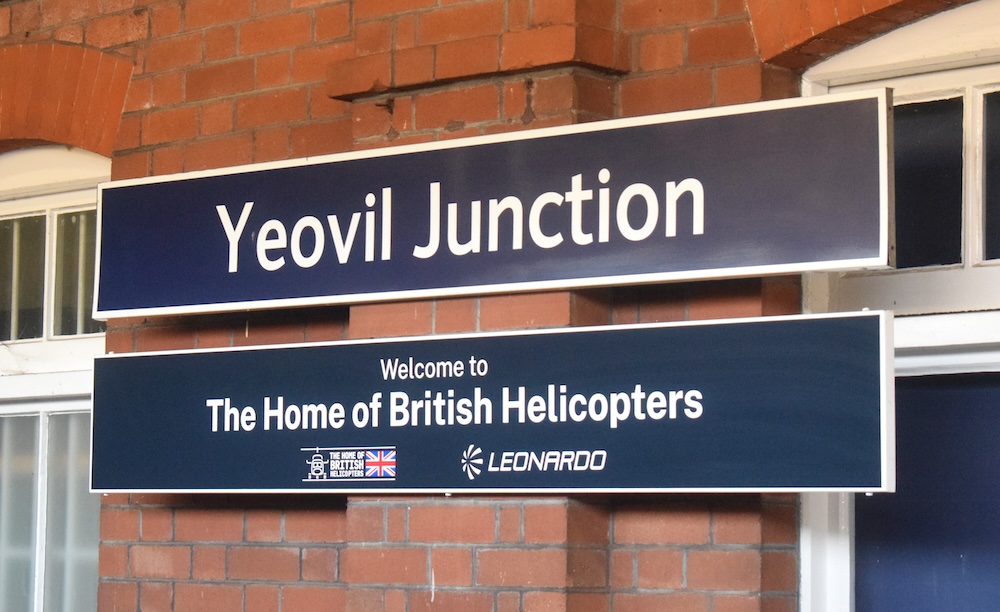 Yeovil Junction
Welcome to
The Home of British Helicopters
THE HOME OF
BRITISH
HELICOPTERS
LEONARDO